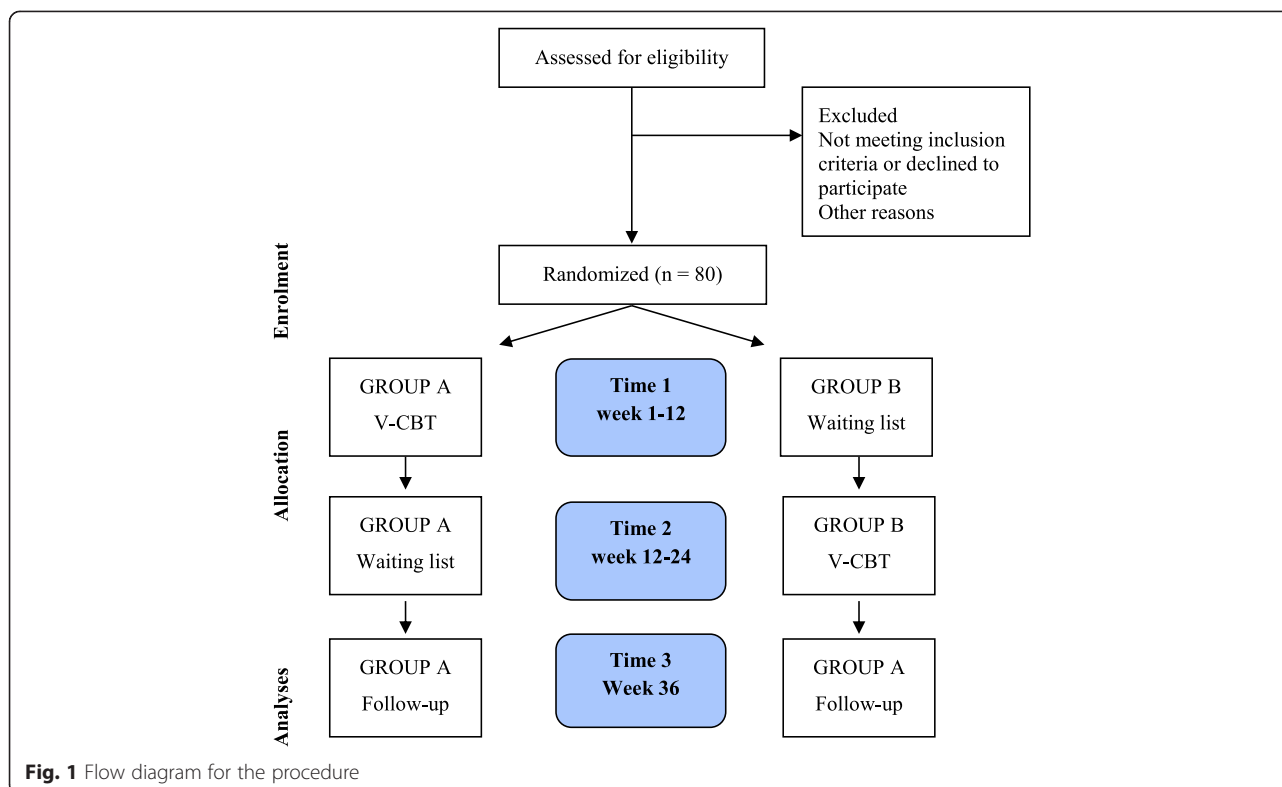 Assessed for eligibility
Excluded
Not meeting inclusion
criteria or declined to
participate
Other reasons
Enrolment
Randomized (n = 80)
GROUP A
V-CBT
Time 1
week 1-12
GROUP B
Waiting list
Allocation
GROUP A
Waiting list
Time 2
week 12-24
GROUP B
V-CBT
Analyses
GROUP A
Follow-up
Time 3
Week 36
GROUP A
Follow-up
Fig. 1 Flow diagram for the procedure